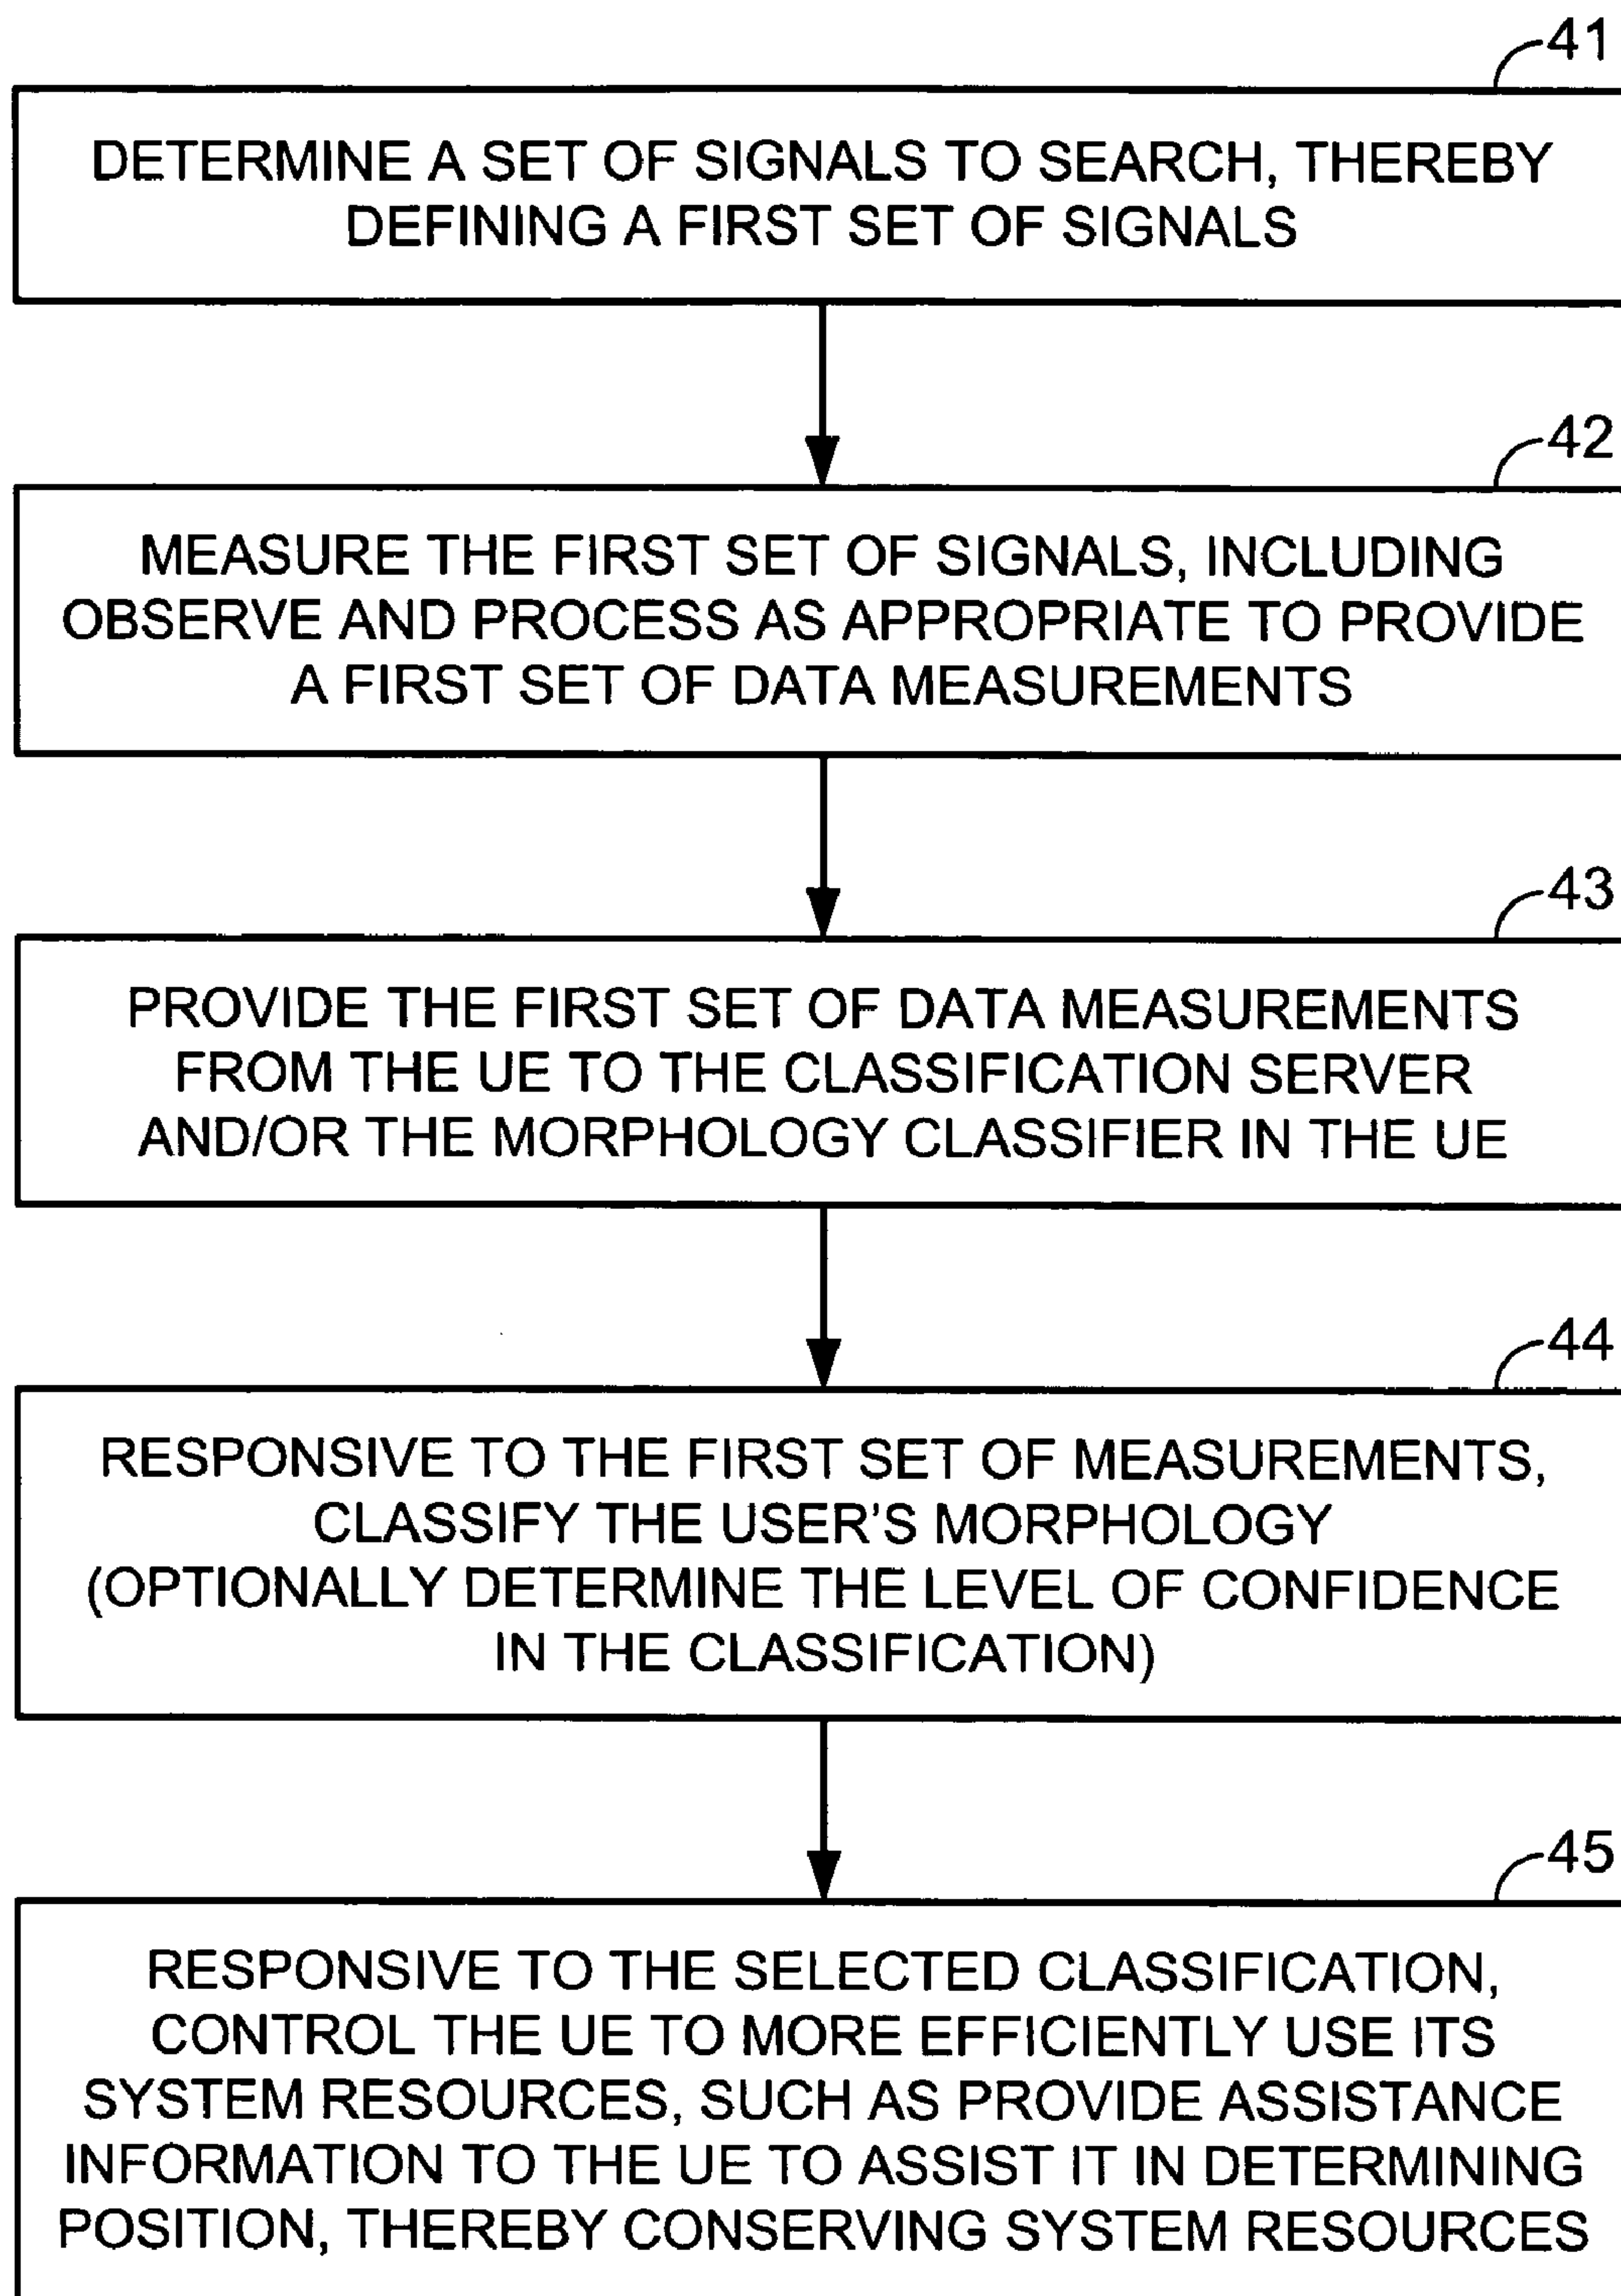 41
DETERMINE A SET OF SIGNALS TO SEARCH, THEREBY
DEFINING A FIRST SET OF SIGNALS
42
MEASURE THE FIRST SET OF SIGNALS, INCLUDING
OBSERVE AND PROCESS AS APPROPRIATE TO PROVIDE
A FIRST SET OF DATA MEASUREMENTS
43
PROVIDE THE FIRST SET OF DATA MEASUREMENTS
FROM THE UE TO THE CLASSIFICATION SERVER
AND/OR THE MORPHOLOGY CLASSIFIER IN THE UE
44
RESPONSIVE TO THE FIRST SET OF MEASUREMENTS,
CLASSIFY THE USER'S MORPHOLOGY
(OPTIONALLY DETERMINE THE LEVEL OF CONFIDENCE
IN THE CLASSIFICATION)
45
RESPONSIVE TO THE SELECTED CLASSIFICATION,
CONTROL THE UE TO MORE EFFICIENTLY USE ITS
SYSTEM RESOURCES, SUCH AS PROVIDE ASSISTANCE
INFORMATION TO THE UE TO ASSIST IT IN DETERMINING
POSITION, THEREBY CONSERVING SYSTEM RESOURCES